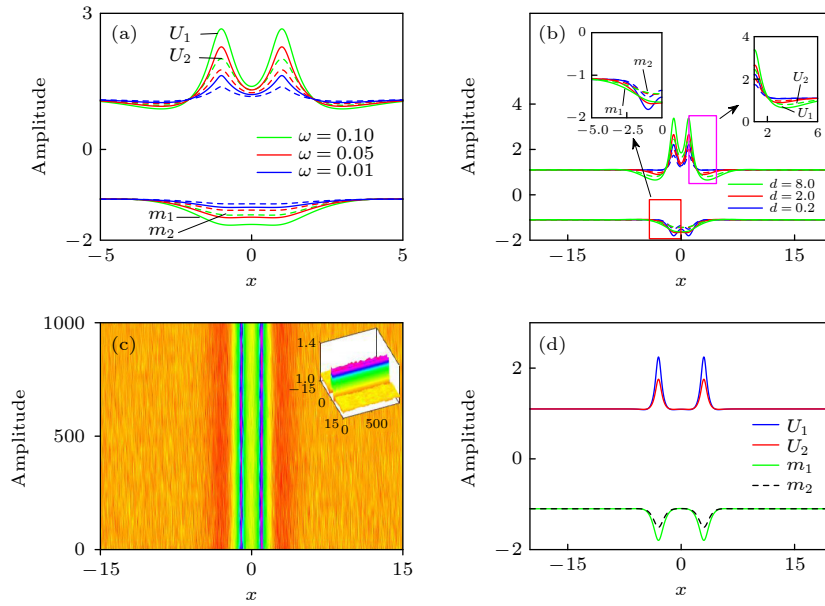 (a)
3
0
−2
−5
0
5
Amplitude
x
U1
U2
ω = 0.10
ω = 0.05
ω = 0.01
m1
m2
(b)
4
2
0
−2
−15
0
15
Amplitude
x
0
−1
−2
−5.0
−2.5
0
m2
m1
4
2
0
2
6
U2
U1
d = 8.0
d = 2.0
d = 0.2
(c)
1000
500
0
−15
0
15
Amplitude
x
1.4
1.0
−15
0
15
0
500
(d)
2
0
−2
−15
0
15
Amplitude
x
U1
U2
m1
m2